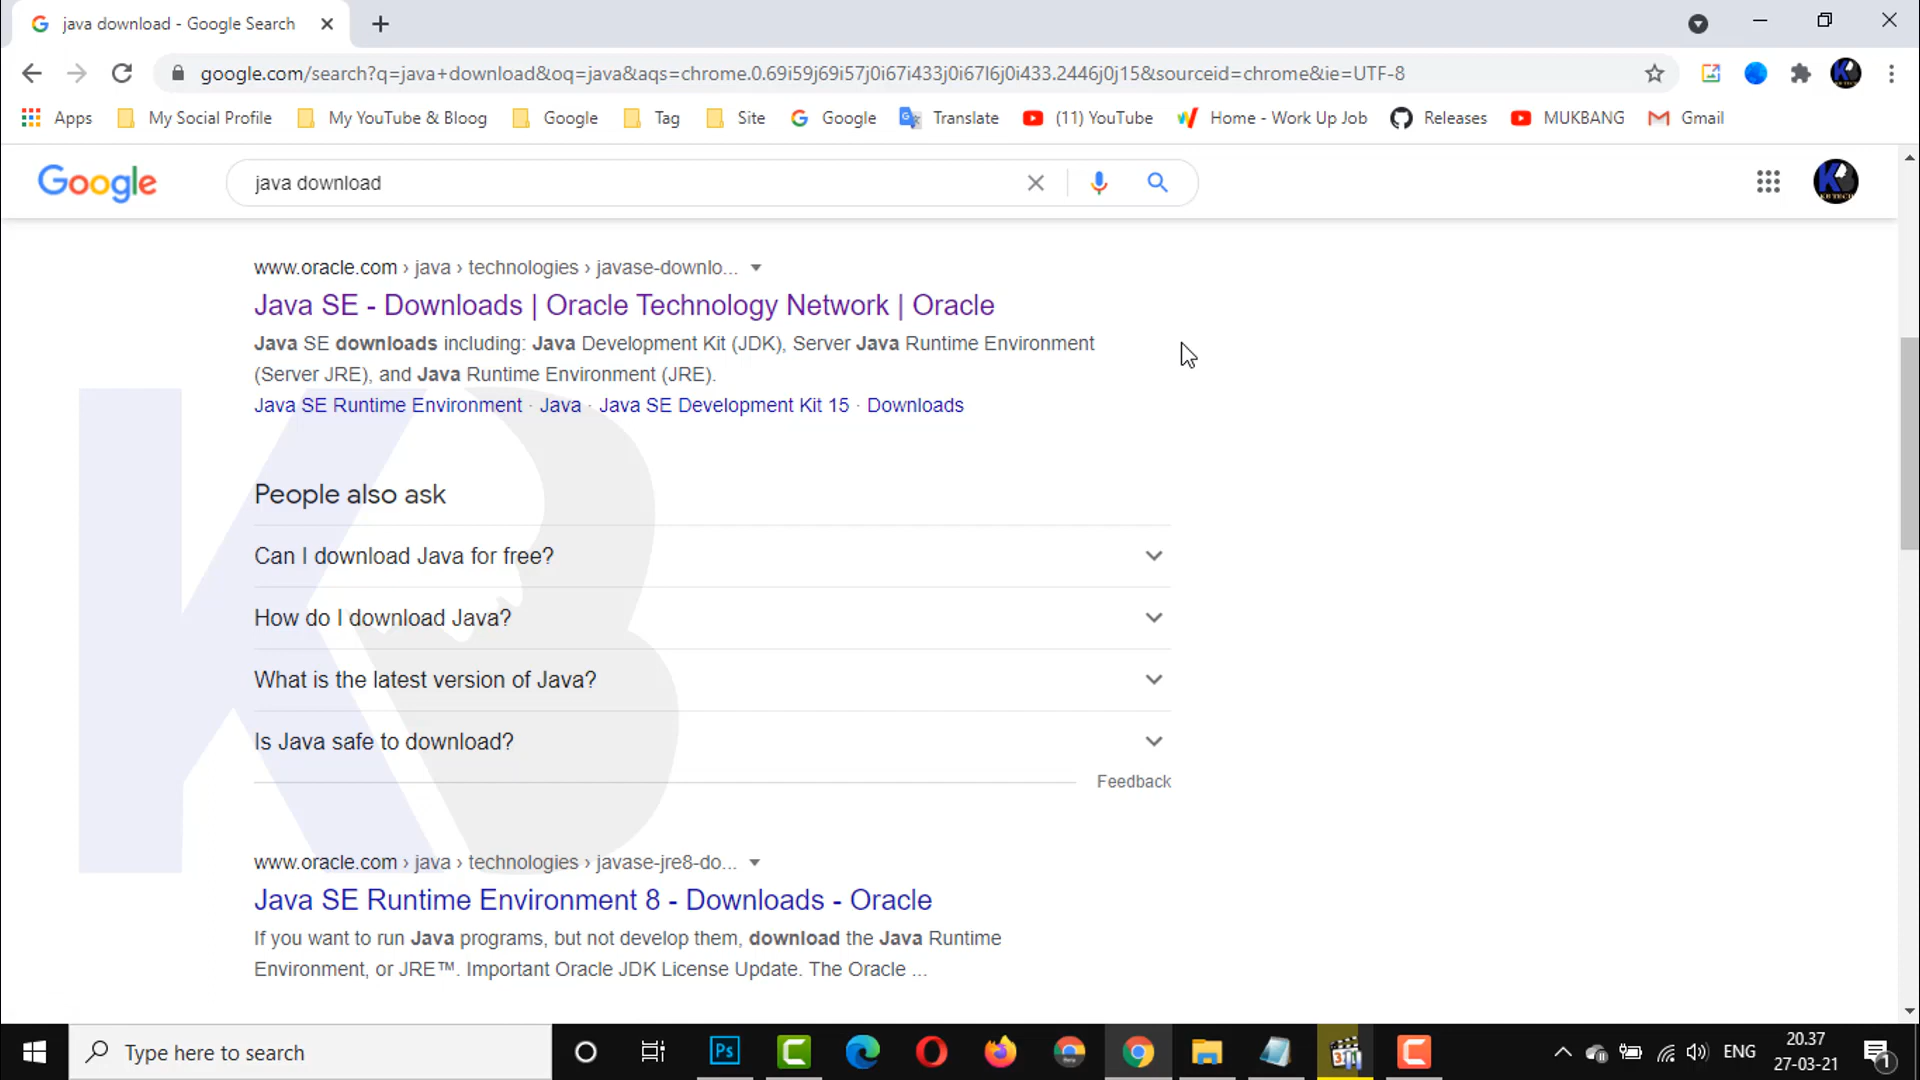 java download - Google Search
google.com/search?q=java+download&oq=java&aqs=chrome.0.69i59j69i57j0i67i433j0i67l6j0i433.2446j0j15&sourceid=chrome&ie=UTF-8
Apps My Social Profile My YouTube & Bloog Google Tag Site Google Translate (11) YouTube Home - Work Up Job Releases MUKBANG Gmail
Google java download
www.oracle.com › java › technologies › javase-downlo...
Java SE - Downloads | Oracle Technology Network | Oracle
Java SE downloads including: Java Development Kit (JDK), Server Java Runtime Environment
(Server JRE), and Java Runtime Environment (JRE).
Java SE Runtime Environment · Java · Java SE Development Kit 15 · Downloads
People also ask
Can I download Java for free?
How do I download Java?
What is the latest version of Java?
Is Java safe to download?
Feedback
KB
www.oracle.com › java › technologies › javase-jre8-do...
Java SE Runtime Environment 8 - Downloads - Oracle
If you want to run Java programs, but not develop them, download the Java Runtime
Environment, or JRE™. Important Oracle JDK License Update. The Oracle ...
Type here to search
Ps
ENG
20.37
27-03-21
1